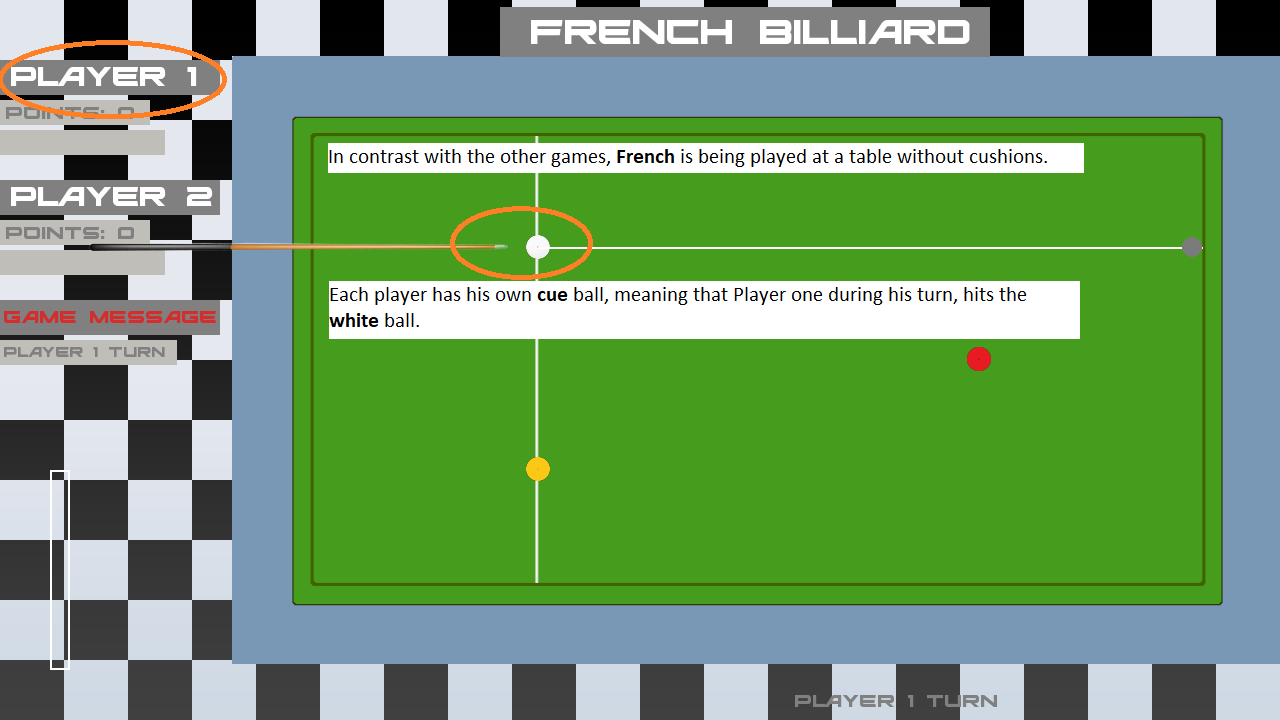 FRENCH BILLIARD
PLAYER 1
POINTS: 0
PLAYER 2
POINTS: 0
GAME MESSAGE
PLAYER 1 TURN
In contrast with the other games, French is being played at a table without cushions.
Each player has his own cue ball, meaning that Player one during his turn, hits the
white ball.
PLAYER 1 TURN